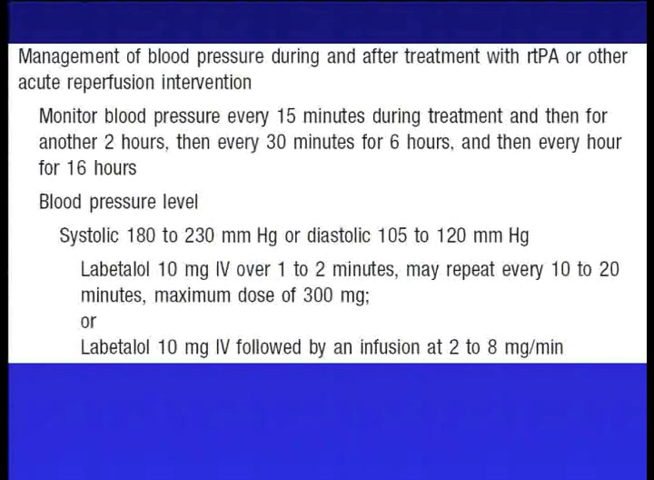 Management of blood pressure during and after treatment with rtPA or other
acute reperfusion intervention
Monitor blood pressure every 15 minutes during treatment and then for
another 2 hours, then every 30 minutes for 6 hours, and then every hour
for 16 hours
Blood pressure level
Systolic 180 to 230 mm Hg or diastolic 105 to 120 mm Hg
Labetalol 10 mg IV over 1 to 2 minutes, may repeat every 10 to 20
minutes, maximum dose of 300 mg;
or
Labetalol 10 mg IV followed by an infusion at 2 to 8 mg/min